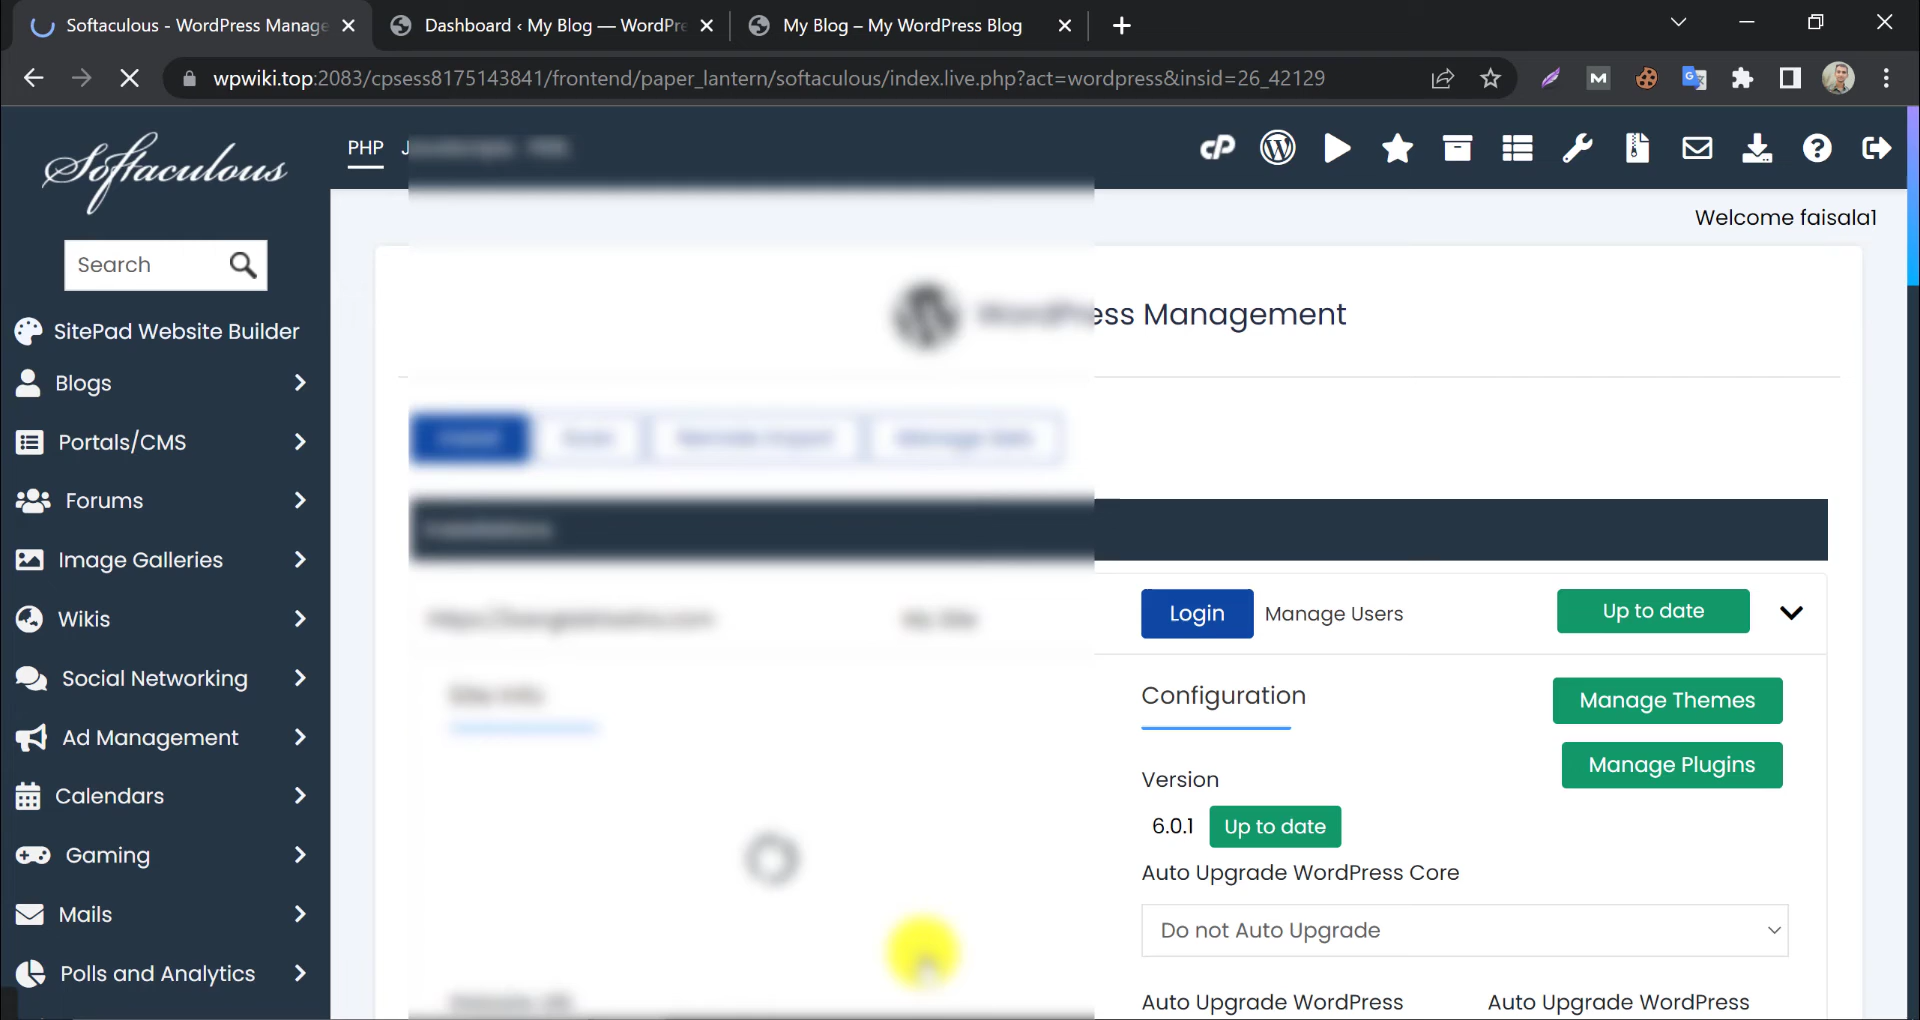 Softaculous - WordPress Manage
Dashboard ‹ My Blog — WordPre
My Blog – My WordPress Blog
wpwiki.top:2083/cpsess8175143841/frontend/paper_lantern/softaculous/index.live.php?act=wordpress&insid=26_42129
Softaculous
PHP
Welcome faisala1
Search
ess Management
SitePad Website Builder
Blogs
Portals/CMS
Forums
Image Galleries
Wikis
Social Networking
Ad Management
Calendars
Gaming
Mails
Polls and Analytics
Login Manage Users Up to date
Configuration
Manage Themes
Manage Plugins
Version
6.0.1 Up to date
Auto Upgrade WordPress Core
Do not Auto Upgrade
Auto Upgrade WordPress Auto Upgrade WordPress